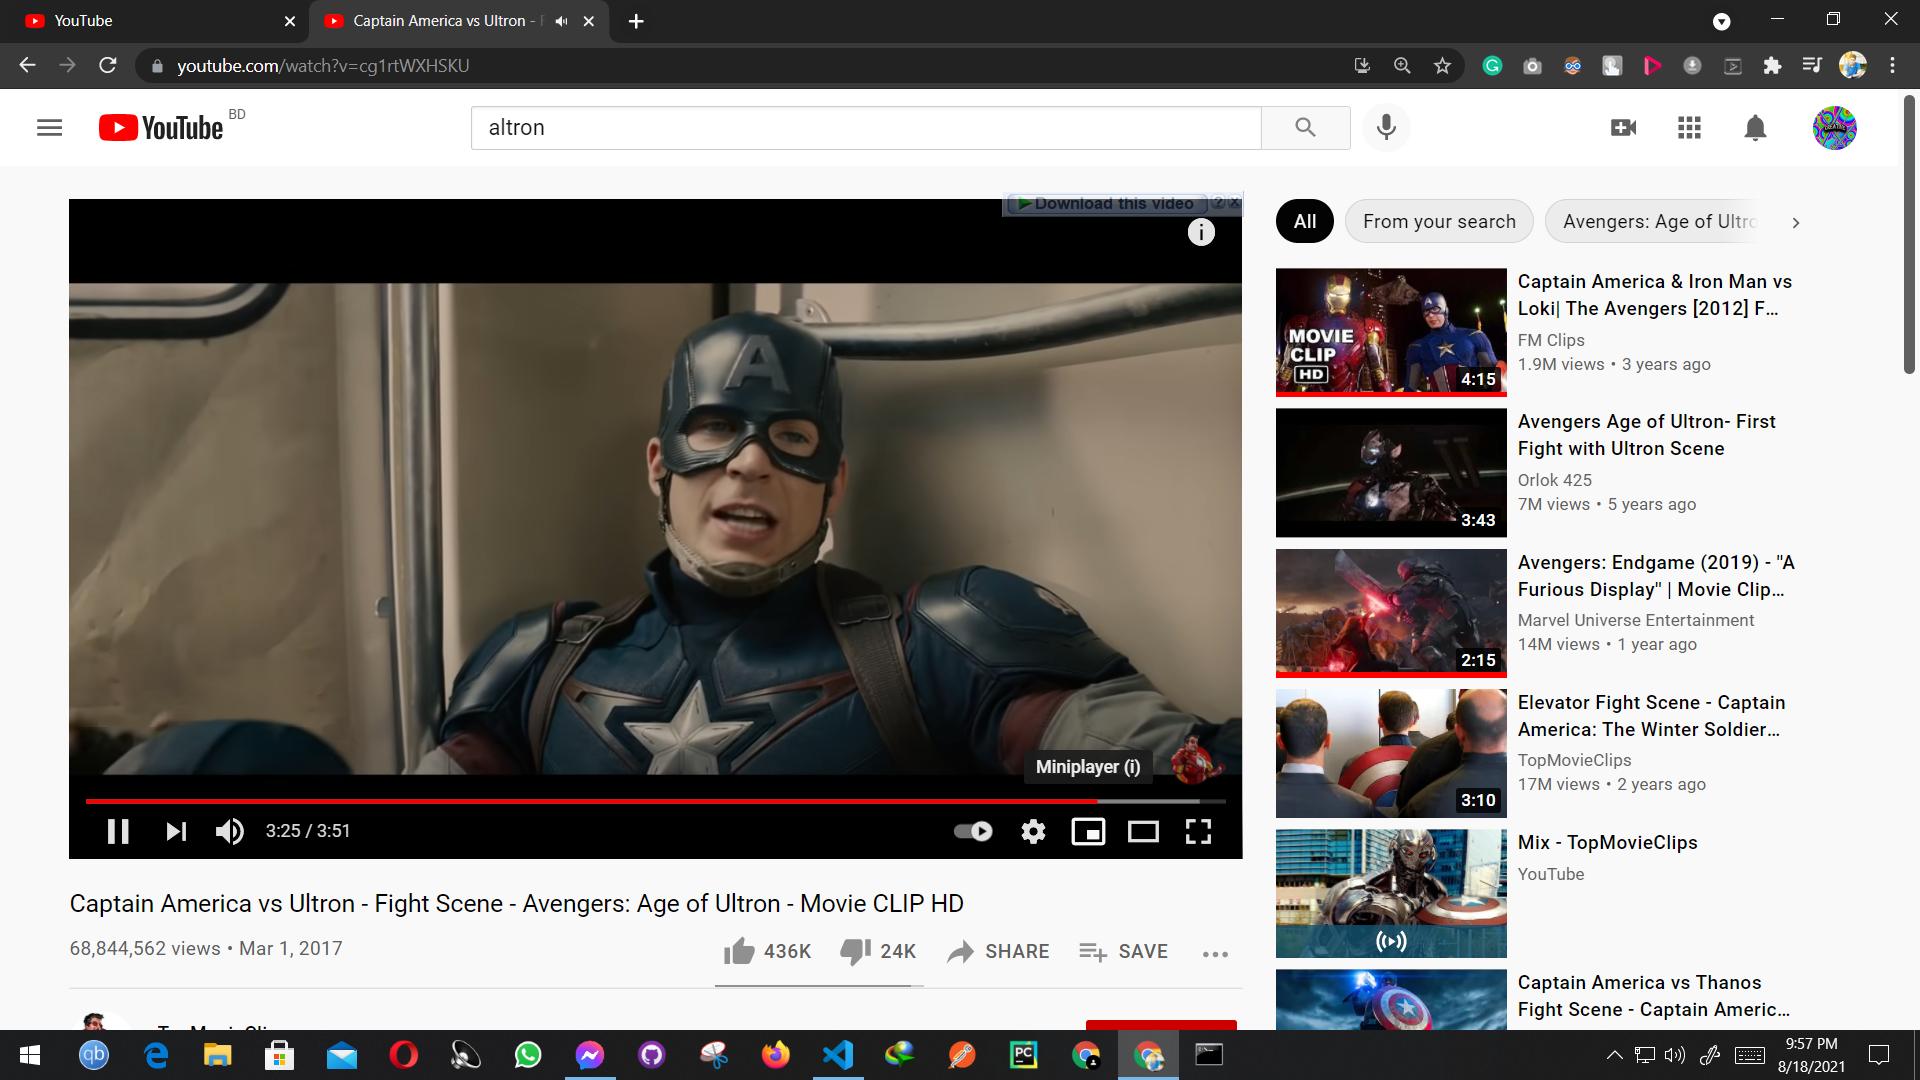 YouTube
Captain America vs Ultron -
youtube.com/watch?v=cg1rtWXHSKU
YouTube BD
altron
Download this video
All
From your search
Avengers: Age of Ultro
A
MOVIE
CLIP
HD
4:15
Captain America & Iron Man vs
Loki| The Avengers [2012] F...
FM Clips
1.9M views • 3 years ago
3:43
Avengers Age of Ultron- First
Fight with Ultron Scene
Orlok 425
7M views • 5 years ago
2:15
Avengers: Endgame (2019) - "A
Furious Display" | Movie Clip...
Marvel Universe Entertainment
14M views • 1 year ago
3:10
Elevator Fight Scene - Captain
America: The Winter Soldier...
TopMovieClips
17M views • 2 years ago
Mix - TopMovieClips
YouTube
Captain America vs Thanos
Fight Scene - Captain Americ...
Miniplayer (i)
3:25 / 3:51
Captain America vs Ultron - Fight Scene - Avengers: Age of Ultron - Movie CLIP HD
68,844,562 views • Mar 1, 2017
436K
24K
SHARE
SAVE
qb
PC
9:57 PM
8/18/2021